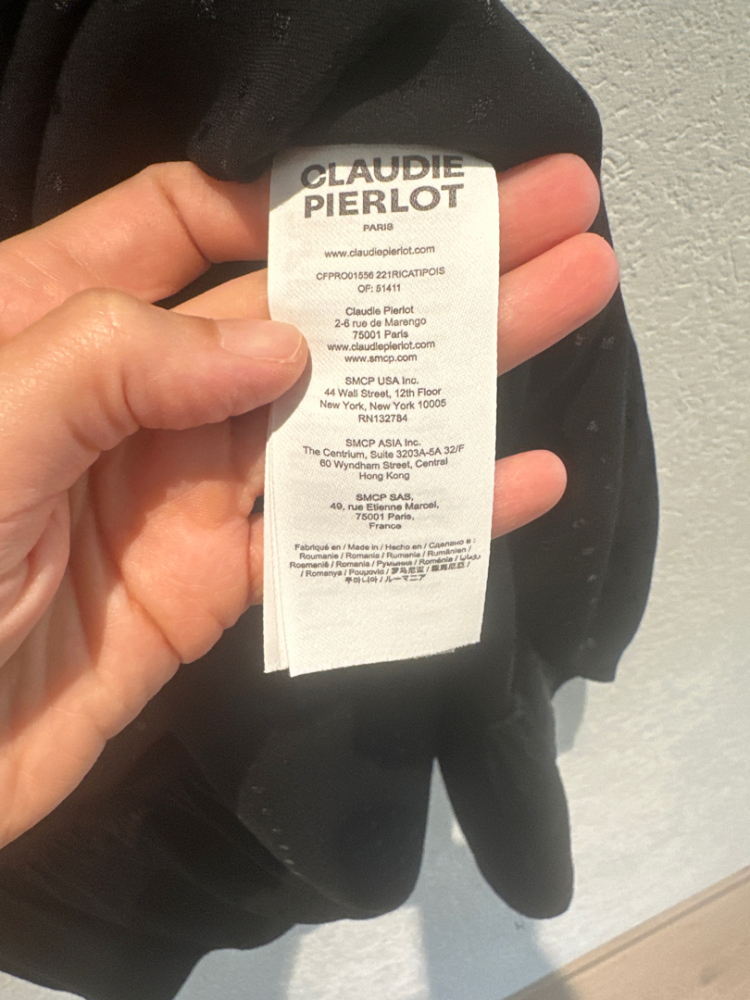 CLAUDIE
PIERLOT
PARIS
www.claudiepierlot.com
CFPRO01556 221RICATIPOIS
OF: 51411
Claudie Pierlot
2-6 rue de Marengo
75001 Paris
www.claudiepierlot.com
www.smcp.com
SMCP USA Inc.
44 Wall Street, 12th Floor
New York, New York 10005
RN132784
SMCP ASIA Inc.
The Centrium, Suite 3203A-5A 32/F
60 Wyndham Street, Central
Hong Kong
SMCP SAS,
49, rue Etienne Marcel,
75001 Paris,
France
Fabriqué en / Made in / Hecho en / Сделано в :
Roumanie / Romania / Rumania / Rumänien /
/ Romania / Румыния / Roménia / رومانيا
/ Romanya / / 罗马尼亚 / 羅馬尼亞 /
루마니아 / ルーマニア